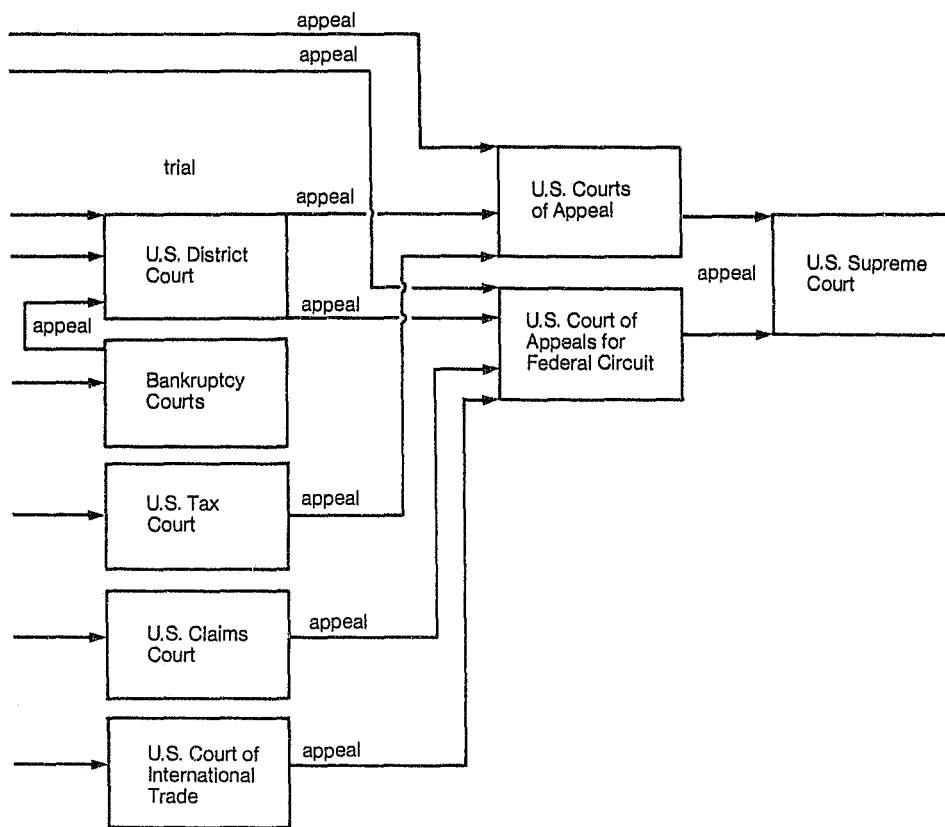 appeal
appeal
trial
appeal
U.S. Courts
of Appeal
U.S. District
Court
appeal
U.S. Supreme
Court
appeal
appeal
U.S. Court of
Appeals for
Federal Circuit
Bankruptcy
Courts
U.S. Tax
Court
appeal
U.S. Claims
Court
appeal
U.S. Court of
International
Trade
appeal